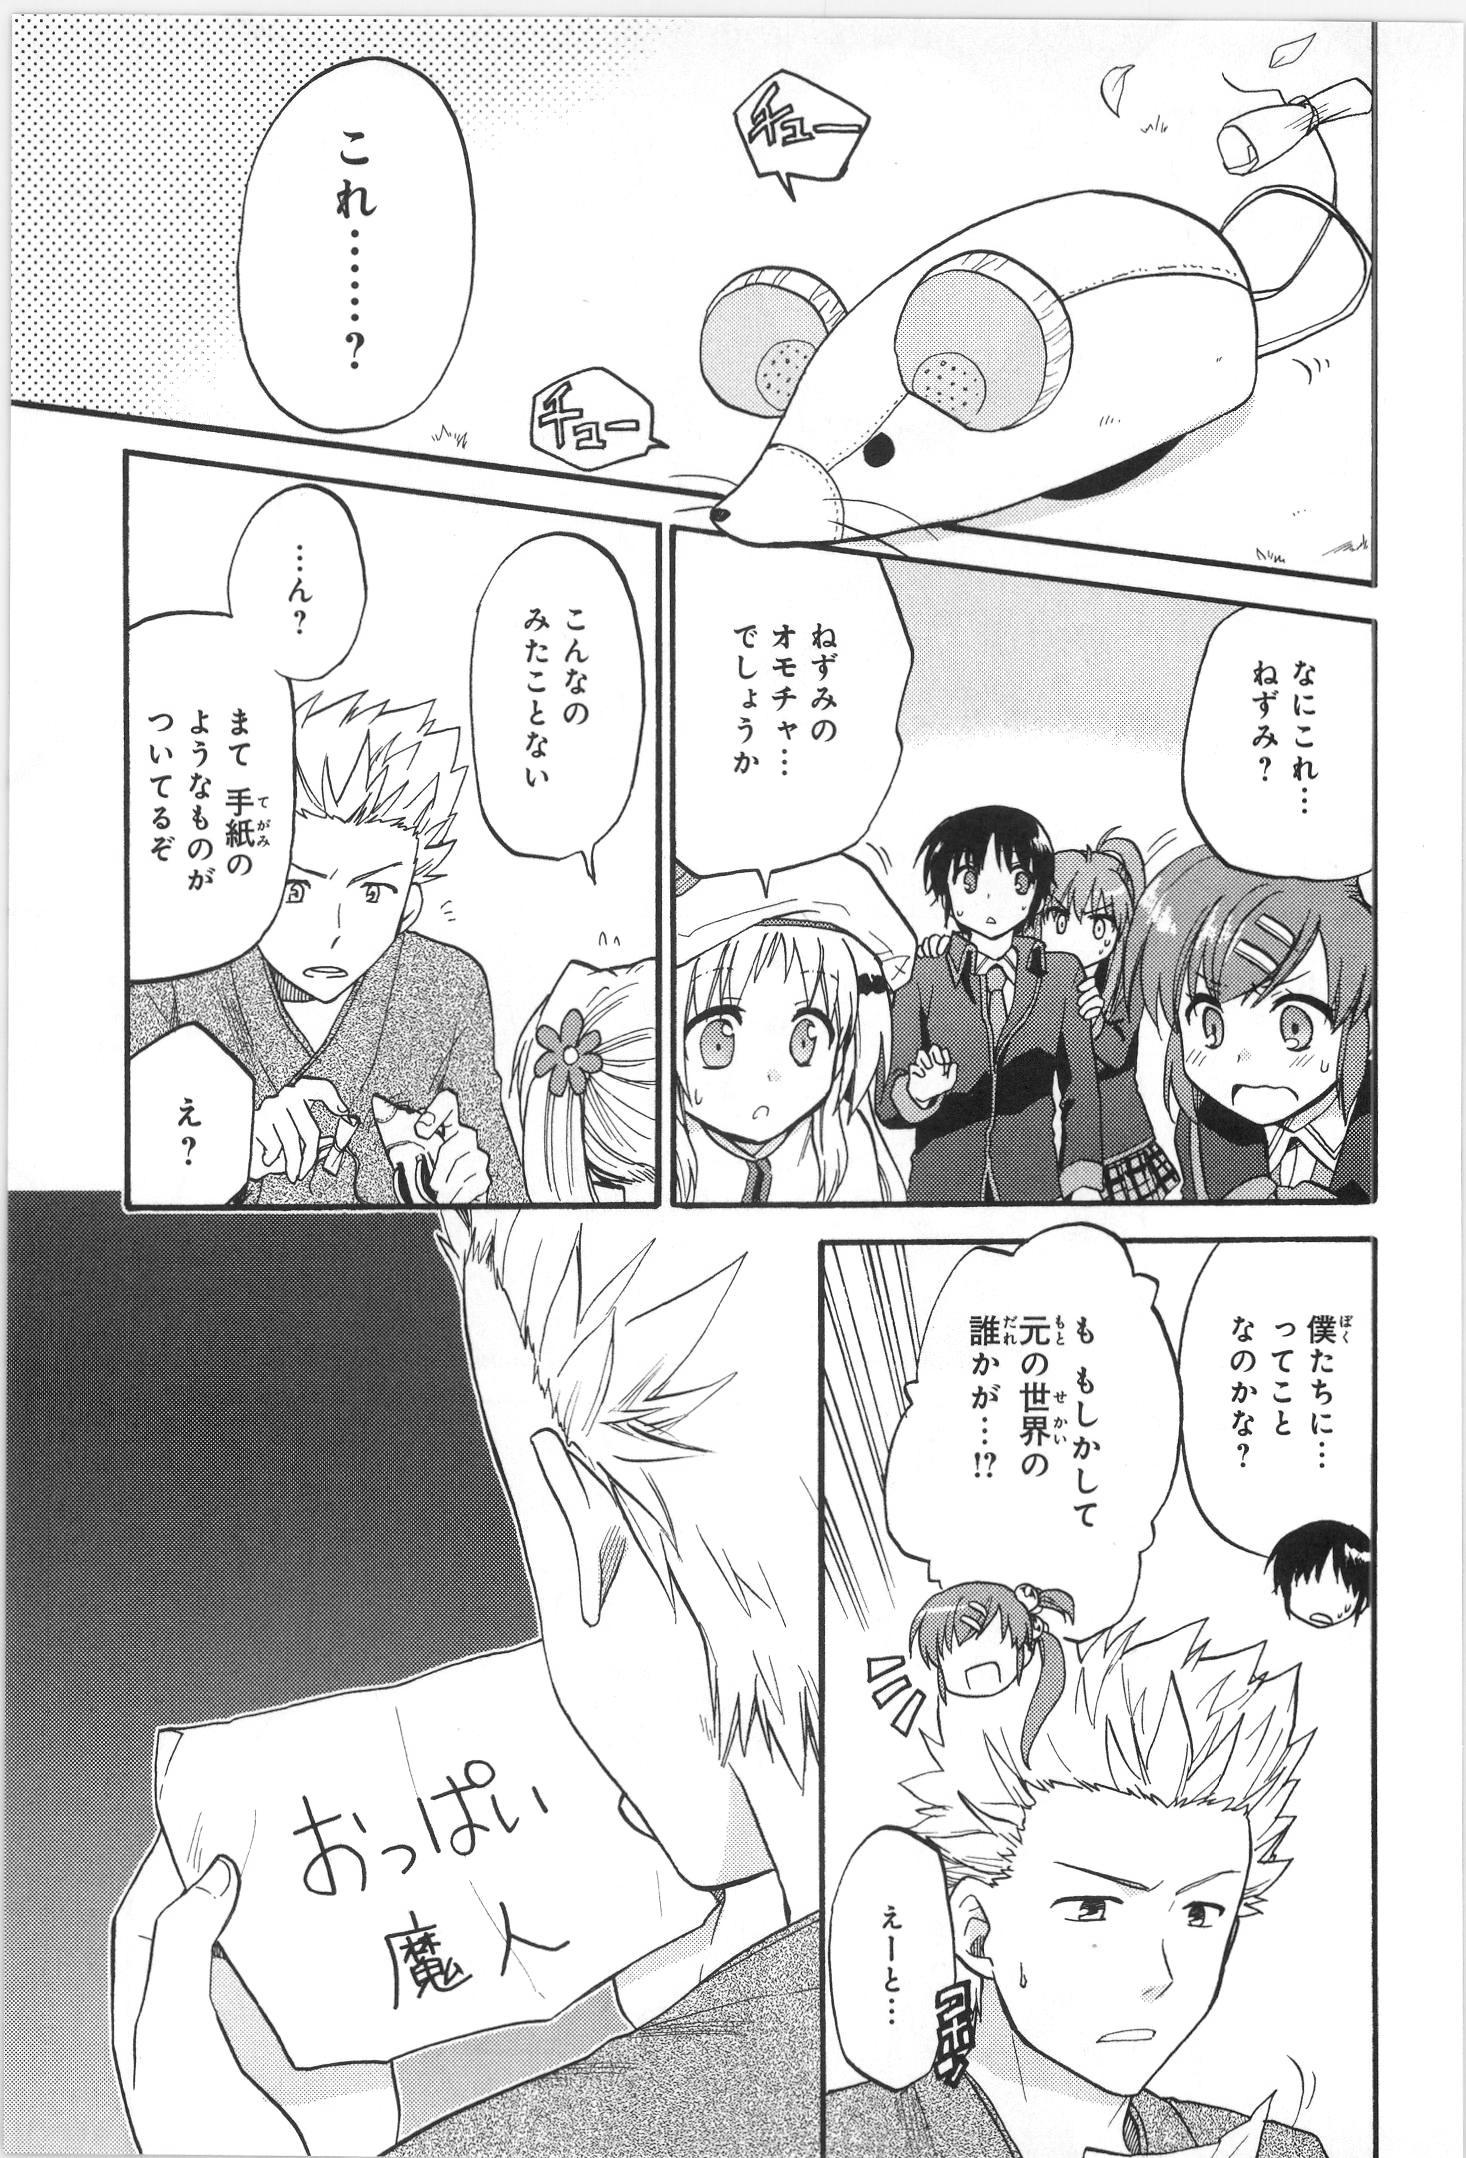 チュー
チュー
これ………?
なにこれ…
ねずみ?
ねずみの
オモチャ…
でしょうか
こんなの
みたことない
…ん?
まて 手紙の
ようなものが
ついてるぞ
え?
僕たちに…
ってこと
なのかな?
も もしかして
元の世界の
誰かが…!?
えーと…
おっぱい
魔人